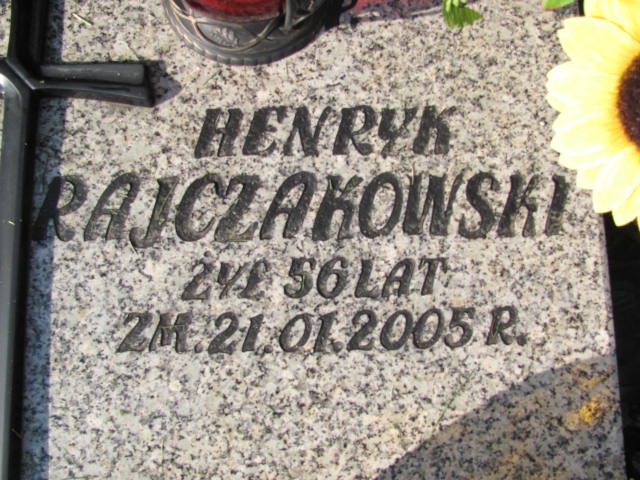 HENRYK
RAJCZAKOWSKI
ŻYŁ 56 LAT
ZM. 21.01.2005 R.